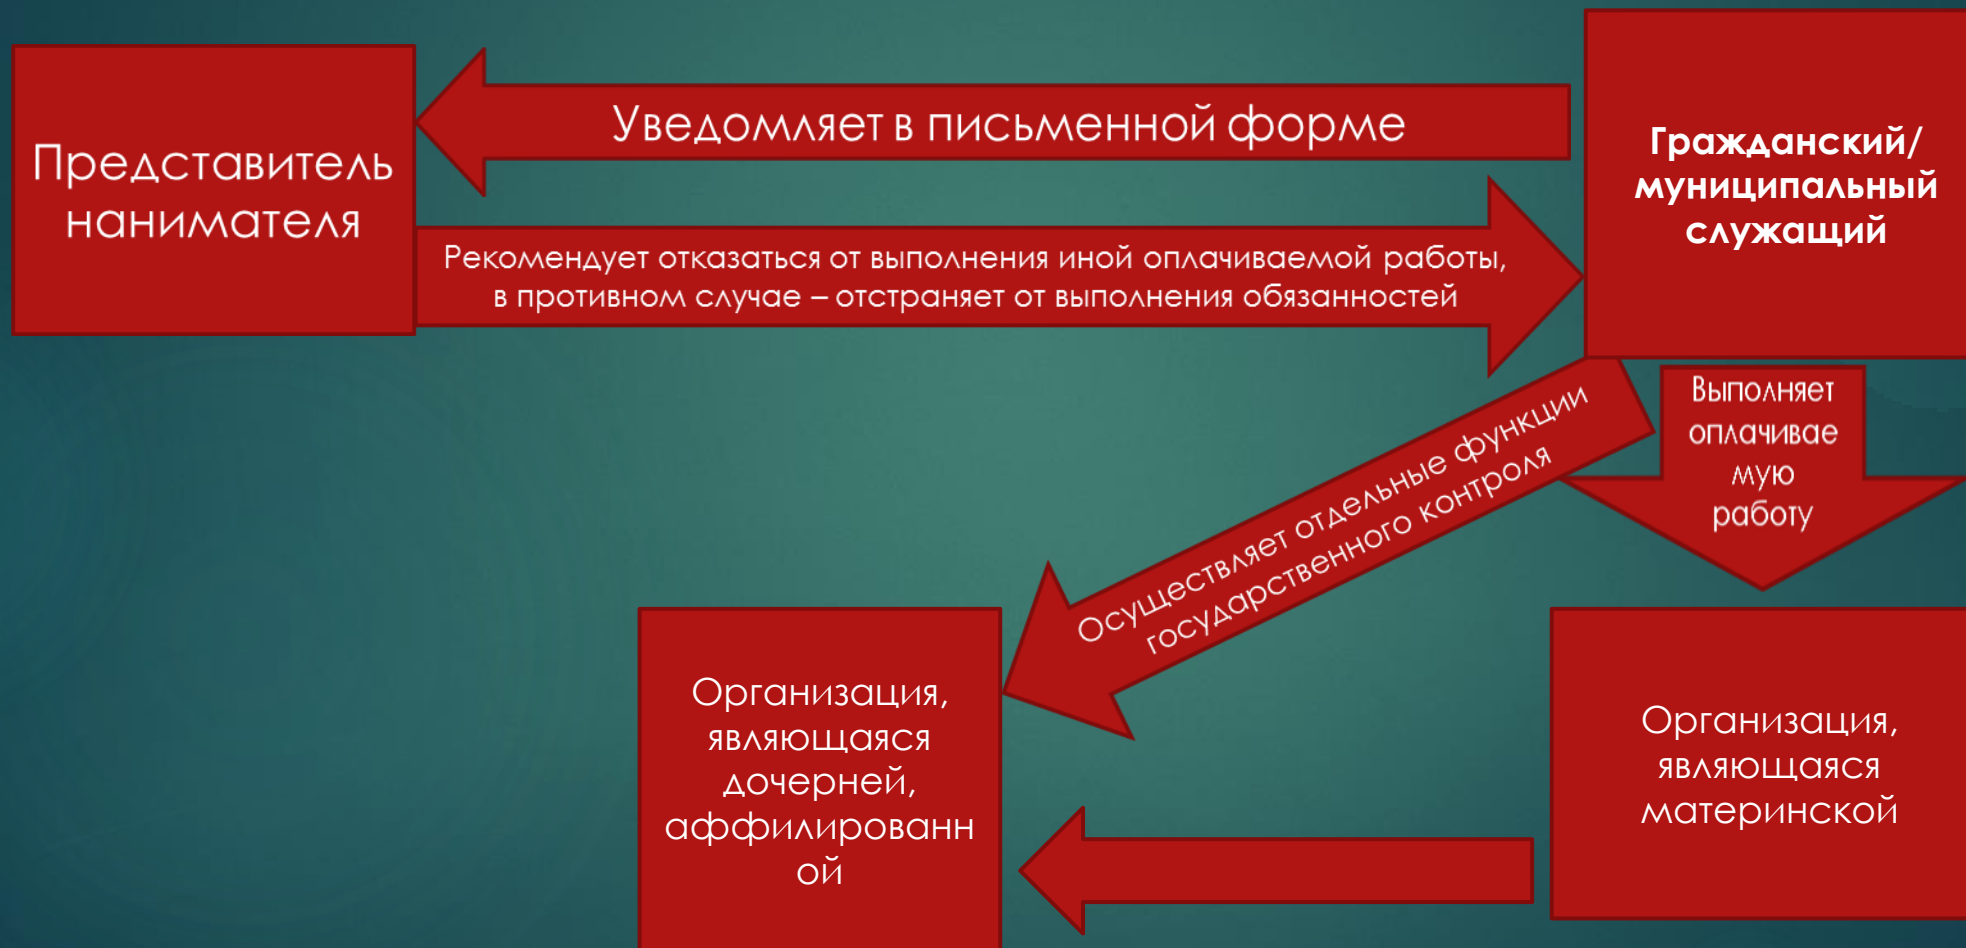 Представитель
нанимателя
Уведомляет в письменной форме
Гражданский/
муниципальный
служащий
Рекомендует отказаться от выполнения иной оплачиваемой работы,
в противном случае – отстраняет от выполнения обязанностей
Осуществляет отдельные функции
государственного контроля
Выполняет
оплачивае
мую
работу
Организация,
являющаяся
дочерней,
аффилированн
ой
Организация,
являющаяся
материнской